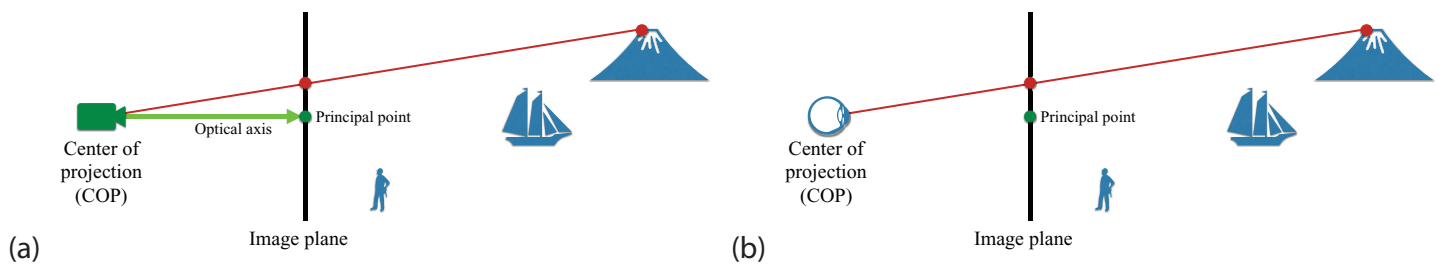 Principal point
Optical axis
Center of
projection
(COP)
Image plane
(a)
Principal point
Center of
projection
(COP)
Image plane
(b)